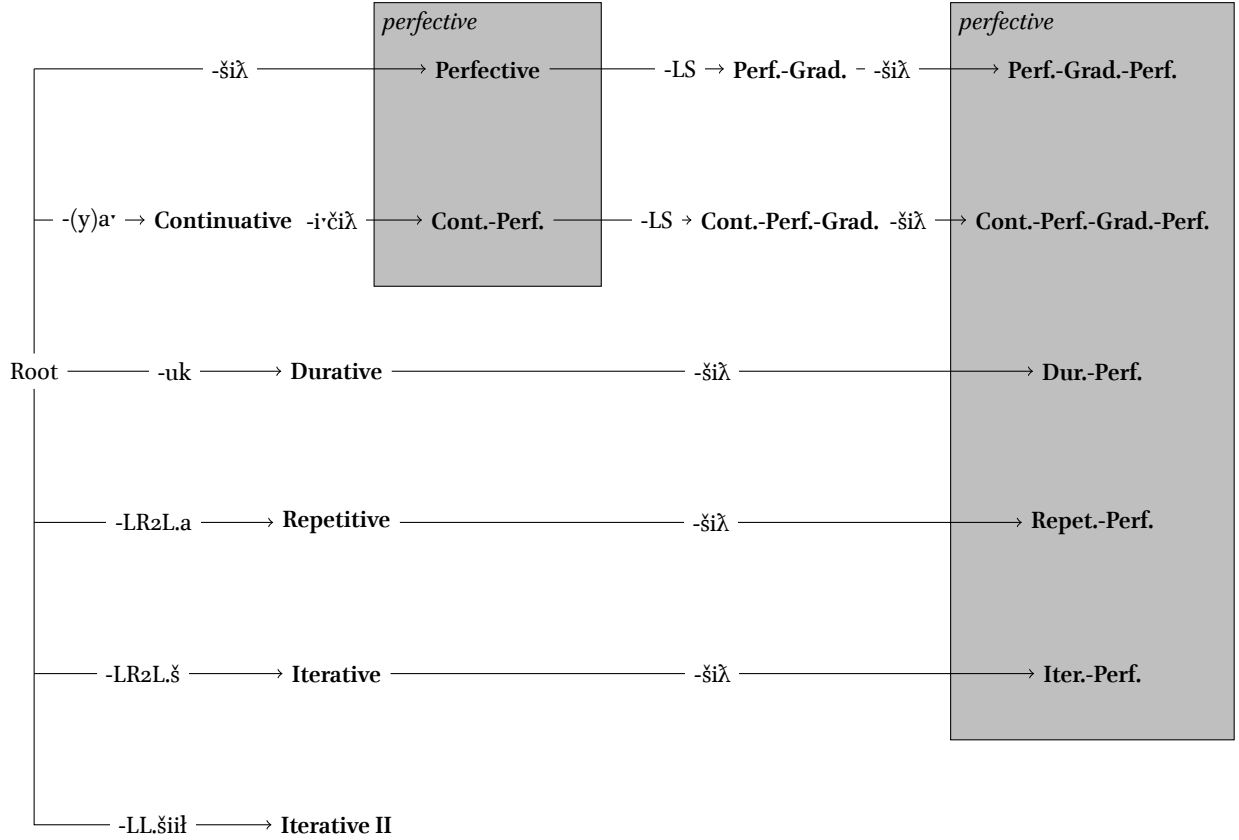 perfective perfective
-šiƛ̃ Perfective -LS Perf.-Grad. -šiƛ̃ Perf.-Grad.-Perf.
-(y)aˑ Continuative -iˑčiƛ̃ Cont.-Perf. -LS Cont.-Perf.-Grad. -šiƛ̃ Cont.-Perf.-Grad.-Perf.
Root -uk Durative -šiƛ̃ Dur.-Perf.
-LR2L.a Repetitive -šiƛ̃ Repet.-Perf.
-LR2L.š Iterative -šiƛ̃ Iter.-Perf.
-LL.šiił Iterative II